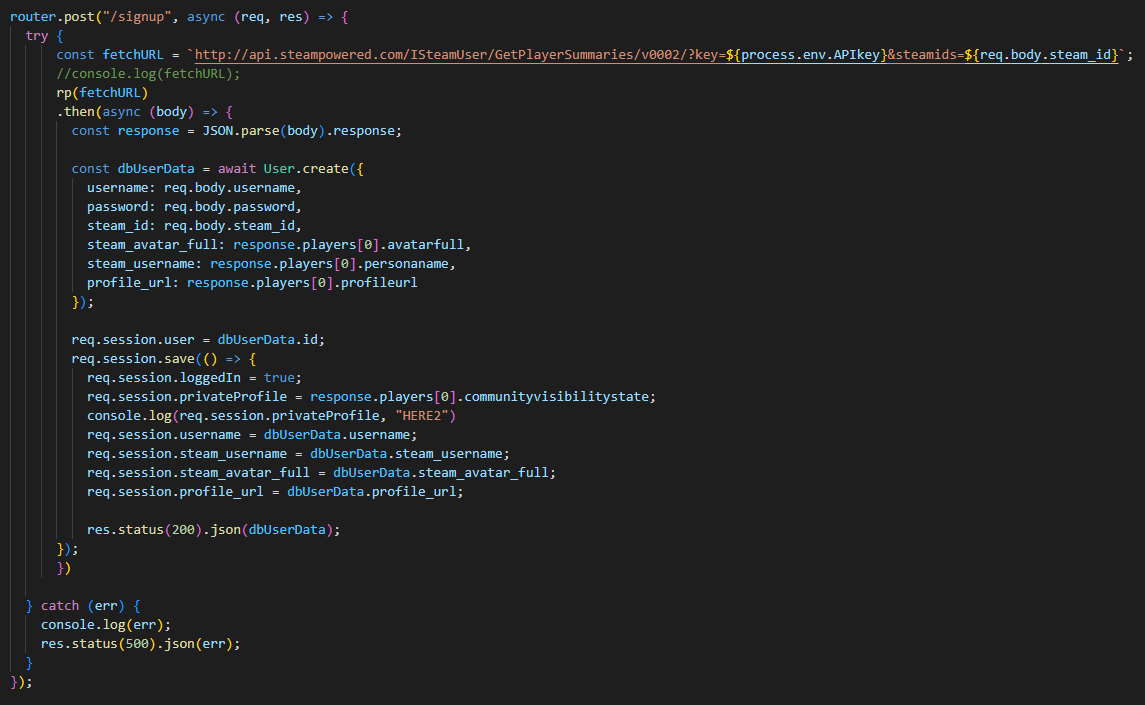 router.post("/signup", async (req, res) => {
try {
const fetchURL = `http://api.steampowered.com/ISteamUser/GetPlayerSummaries/v0002/?key=${process.env.APIkey}&steamids=${req.body.steam_id}`;
//console.log(fetchURL);
rp(fetchURL)
.then(async (body) => {
const response = JSON.parse(body).response;
const dbUserData = await User.create({
username: req.body.username,
password: req.body.password,
steam_id: req.body.steam_id,
steam_avatar_full: response.players[0].avatarfull,
steam_username: response.players[0].personaname,
profile_url: response.players[0].profileurl
});
req.session.user = dbUserData.id;
req.session.save(() => {
req.session.loggedIn = true;
req.session.privateProfile = response.players[0].communityvisibilitystate;
console.log(req.session.privateProfile, "HERE2")
req.session.username = dbUserData.username;
req.session.steam_username = dbUserData.steam_username;
req.session.steam_avatar_full = dbUserData.steam_avatar_full;
req.session.profile_url = dbUserData.profile_url;
res.status(200).json(dbUserData);
});
})
} catch (err) {
console.log(err);
res.status(500).json(err);
}
});